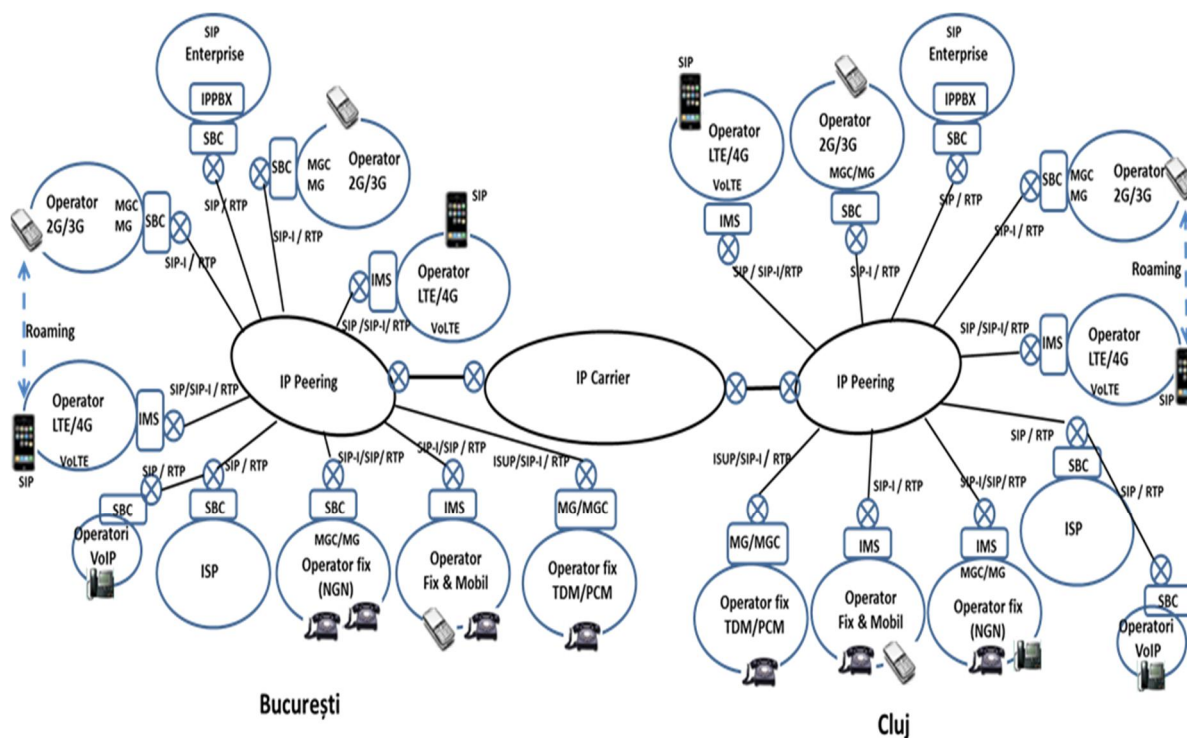 SIP
Enterprise
IPPBX
SBC
SIP / RTP
SBC
MGC
MG
Operator
2G/3G
SIP-I / RTP
Operator
2G/3G
MGC
MG
SBC
SIP-I / RTP
Roaming
SIP
IMS
Operator
LTE/4G
VoLTE
SIP /SIP-I/ RTP
IP Peering
Operator
LTE/4G
VoLTE
IMS
SIP
SIP/SIP-I/ RTP
SIP / RTP
SBC
Operatori
VoIP
SIP / RTP
SBC
ISP
SIP-I/SIP/ RTP
SBC
MGC/MG
Operator fix
(NGN)
SIP-I/SIP / RTP
IMS
Operator
Fix & Mobil
ISUP/SIP-I/ RTP
MG/MGC
Operator fix
TDM/PCM
București
IP Carrier
SIP
Operator
LTE/4G
VoLTE
IMS
SIP / SIP-I/RTP
Operator
2G/3G
MGC/MG
SBC
SIP-I / RTP
SIP
Enterprise
IPPBX
SBC
SIP / RTP
SBC
MGC
MG
Operator
2G/3G
SIP-I / RTP
Roaming
IP Peering
SIP /SIP-I/ RTP
IMS
Operator
LTE/4G
VoLTE
SIP
ISUP/SIP-I/ RTP
MG/MGC
Operator fix
TDM/PCM
SIP-I / RTP
IMS
Operator
Fix & Mobil
SIP-I/SIP/ RTP
IMS
MGC/MG
Operator fix
(NGN)
SIP / RTP
SBC
ISP
SIP / RTP
SBC
Operatori
VoIP
Cluj